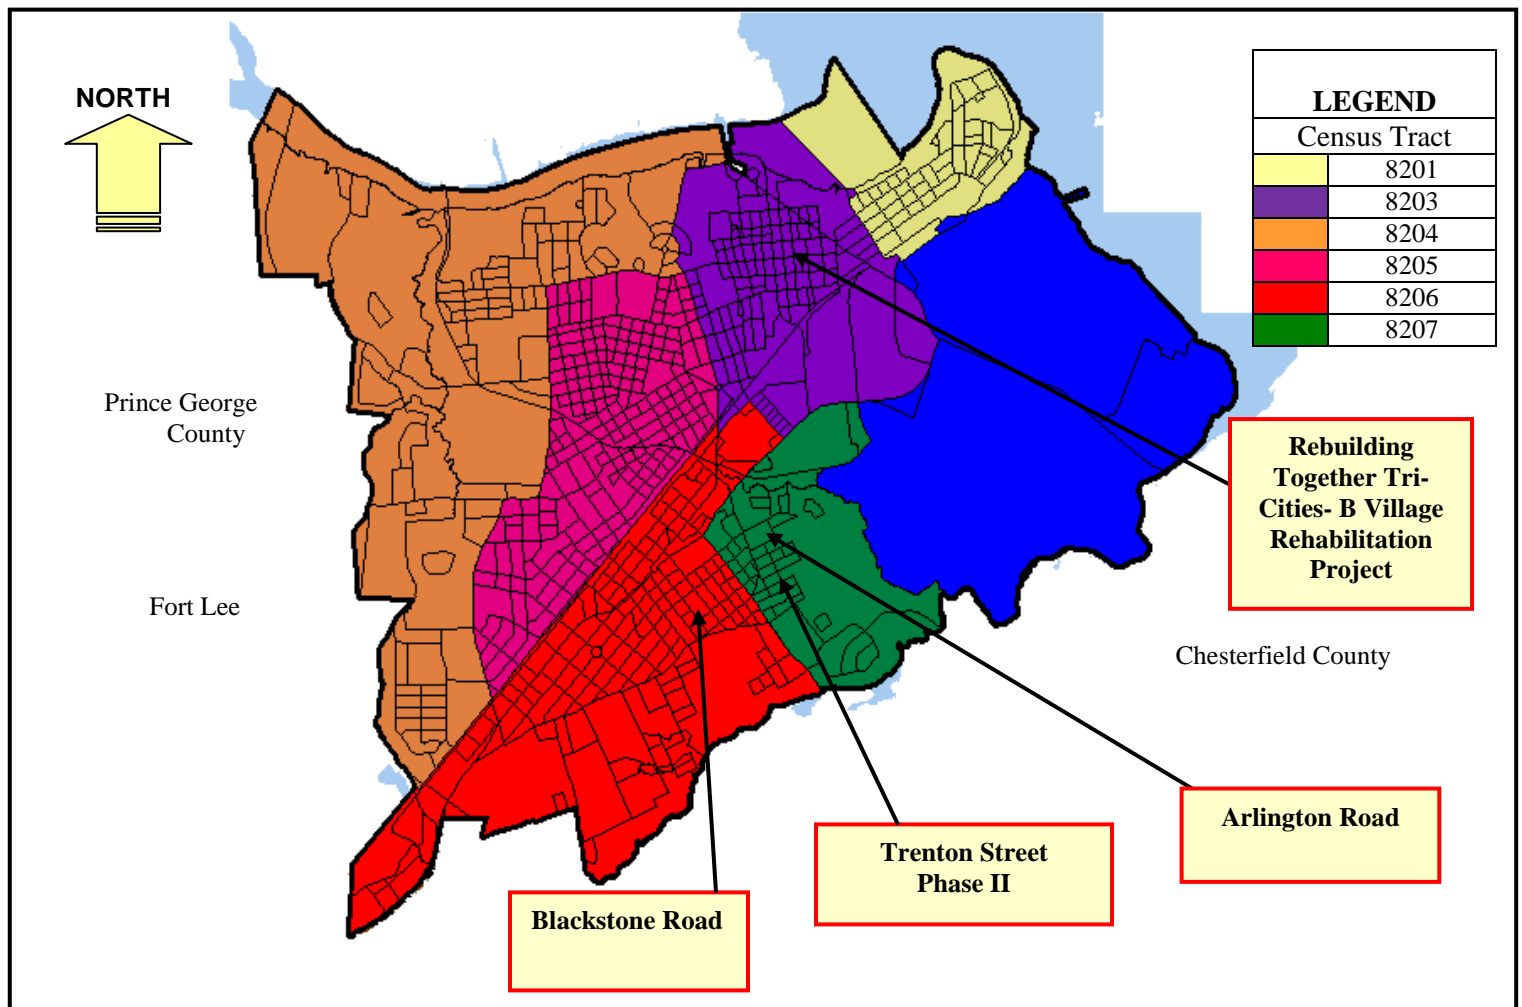 NORTH
LEGEND
Census Tract
8201
8203
8204
8205
8206
8207
Prince George
County
Fort Lee
Rebuilding
Together Tri-
Cities- B Village
Rehabilitation
Project
Chesterfield County
Arlington Road
Trenton Street
Phase II
Blackstone Road